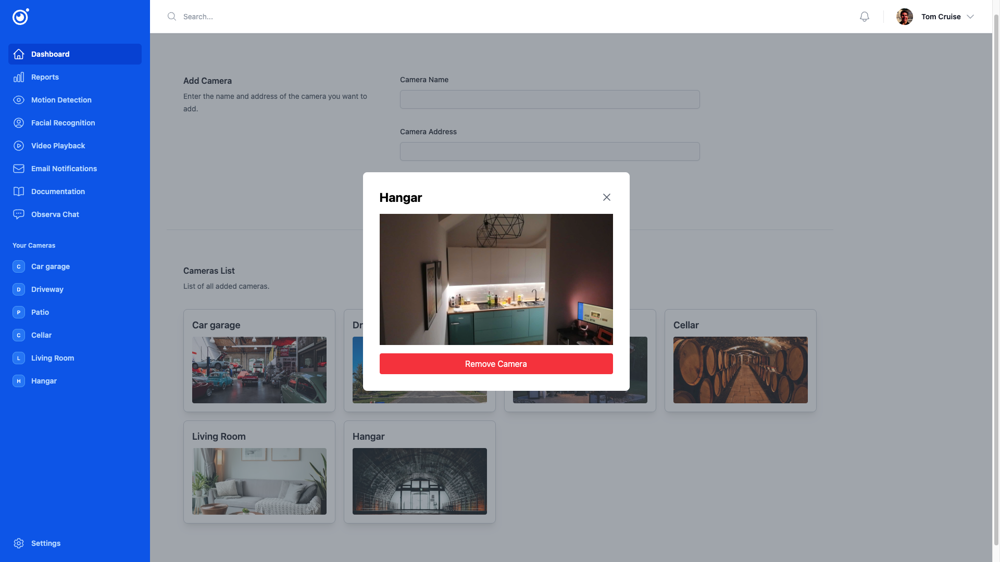 Search...
Tom Cruise
Dashboard
Reports
Motion Detection
Facial Recognition
Video Playback
Email Notifications
Documentation
Observa Chat
Your Cameras
C Car garage
D Driveway
P Patio
C Cellar
L Living Room
H Hangar
Settings
Add Camera
Enter the name and address of the camera you want to
add.
Camera Name
Camera Address
Hangar
Remove Camera
Cameras List
List of all added cameras.
Car garage
Dr
Cellar
Living Room
Hangar